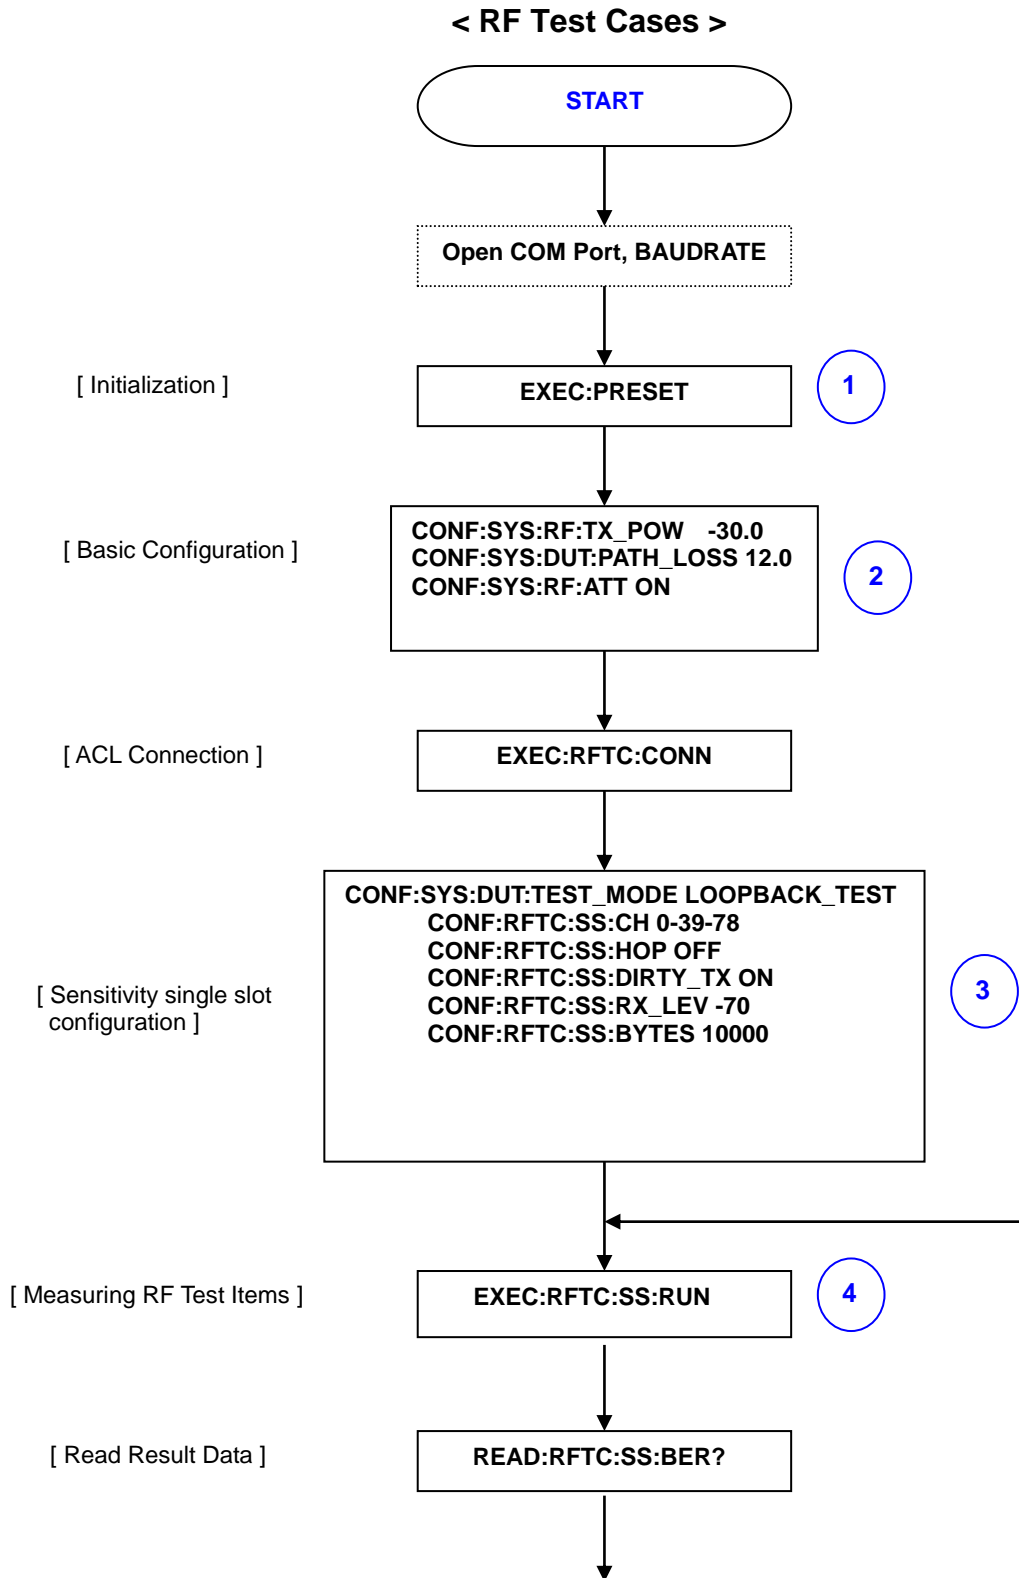 < RF Test Cases >
START
Open COM Port, BAUDRATE
[ Initialization ]
EXEC:PRESET
1
[ Basic Configuration ]
CONF:SYS:RF:TX_POW -30.0
CONF:SYS:DUT:PATH_LOSS 12.0
CONF:SYS:RF:ATT ON
2
[ ACL Connection ]
EXEC:RFTC:CONN
[ Sensitivity single slot
configuration ]
CONF:SYS:DUT:TEST_MODE LOOPBACK_TEST
CONF:RFTC:SS:CH 0-39-78
CONF:RFTC:SS:HOP OFF
CONF:RFTC:SS:DIRTY_TX ON
CONF:RFTC:SS:RX_LEV -70
CONF:RFTC:SS:BYTES 10000
3
[ Measuring RF Test Items ]
EXEC:RFTC:SS:RUN
4
[ Read Result Data ]
READ:RFTC:SS:BER?